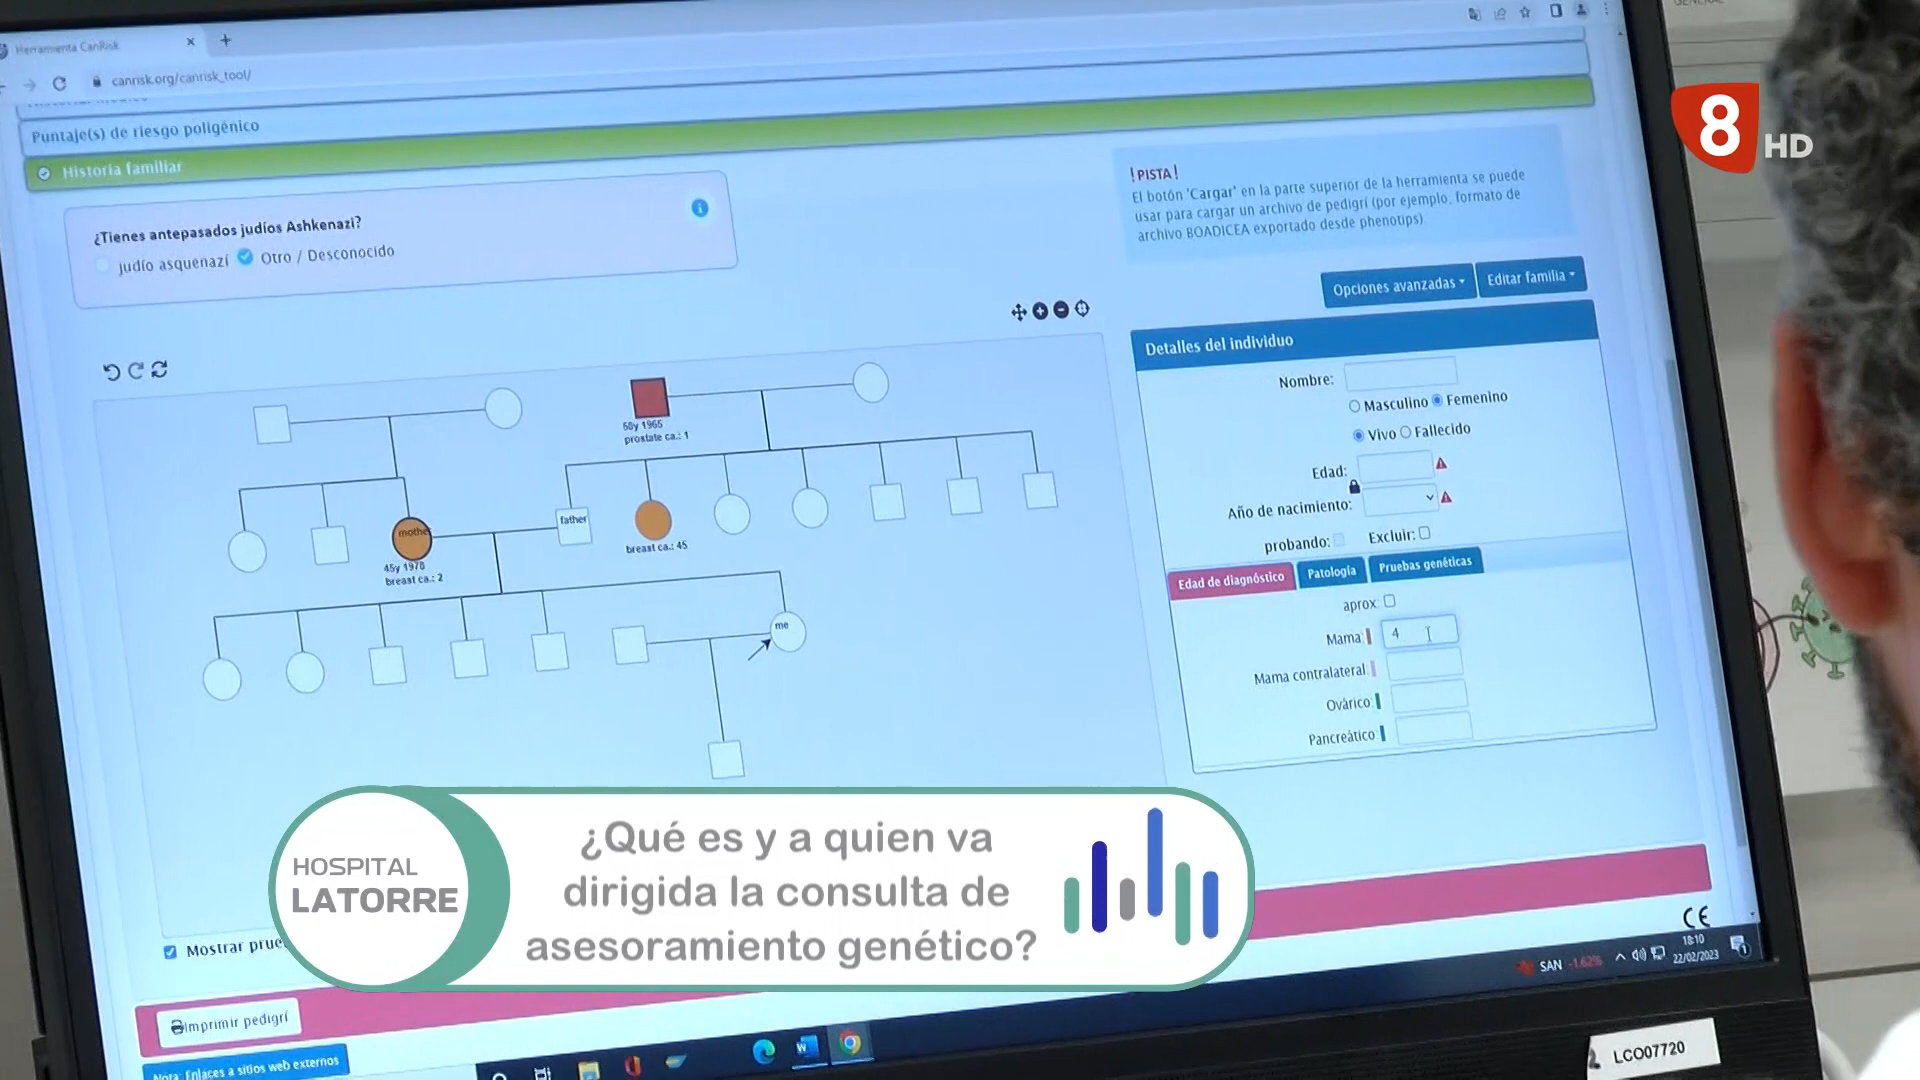 Herramienta CanRisk
canrisk.org/canrisk_tool/
Puntaje(s) de riesgo poligénico
Historia familiar
¿Tienes antepasados judíos Ashkenazi?
judío asquenazí Otro / Desconocido
!PISTA!
El botón 'Cargar' en la parte superior de la herramienta se puede
usar para cargar un archivo de pedigrí (por ejemplo, formato de
archivo BOADICEA exportado desde phenotips)
8 HD
Opciones avanzadas
Editar familia
Detalles del individuo
Nombre:
Masculino Femenino
Vivo Fallecido
Edad:
Año de nacimiento:
probando: Excluir:
Edad de diagnóstico
Patología
Pruebas genéticas
aprox:
Mama: 4
Mama contralateral:
Ovárico:
Pancreático:
1965
prostate ca.: 1
mothe
father
45y 1978
breast ca.: 2
breast ca.: 45
me
HOSPITAL
LATORRE
¿Qué es y a quien va
dirigida la consulta de
asesoramiento genético?
Mostrar prue
Imprimir pedigrí
Nota: Enlaces a sitios web externos
CE
SAN -1.62%
18:10
22/02/2023
LCO07720